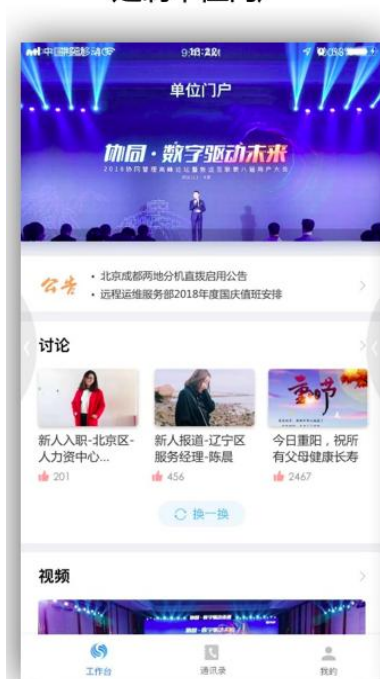 单位门户
协同·数字驱动未来
公告
· 北京成都两地分机直拨启用公告
· 远程运维服务部2018年度国庆值班安排
讨论
新人入职-北京区-
人力资中心...
201
新人报道-辽宁区
服务经理-陈晨
456
今日重阳，祝所
有父母健康长寿
2467
换一换
视频
工作台
通讯录
我的